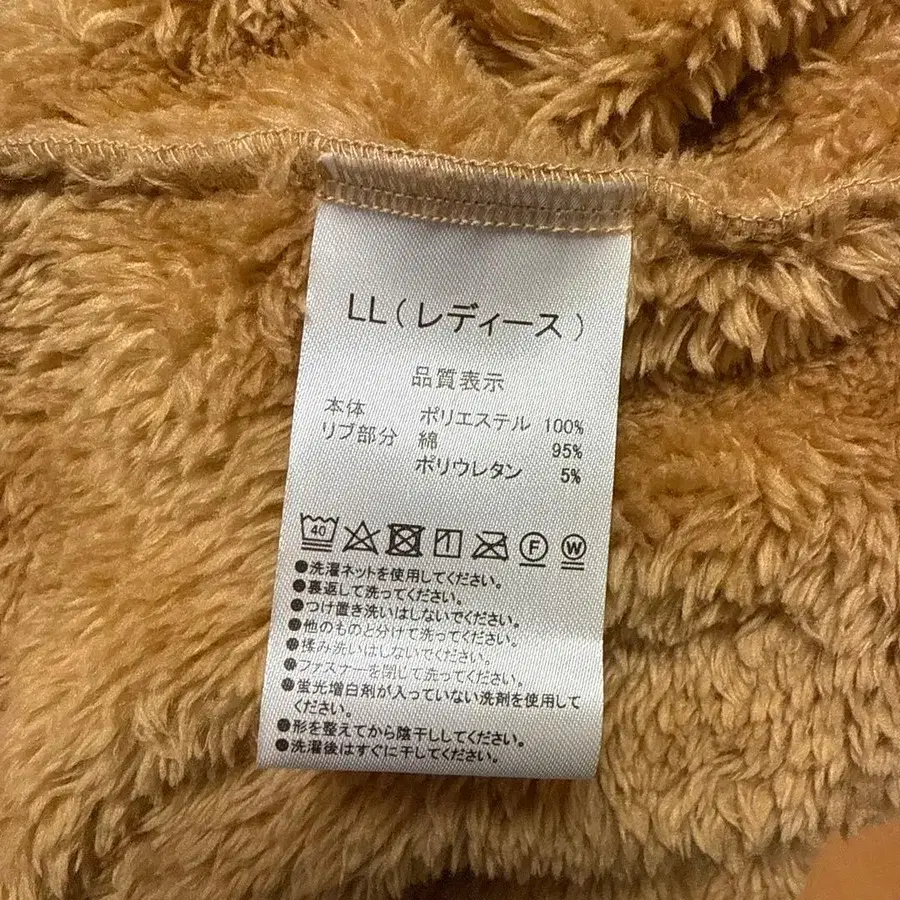 LL(レディース)
品質表示
本体 ポリエステル 100%
リブ部分 綿 95%
ポリウレタン 5%
40 F W
●洗濯ネットを使用してください。
●裏返して洗ってください。
●つけ置き洗いはしないでください。
●他のものと分けて洗ってください。
●揉み洗いはしないでください。
●ファスナーを閉じて洗ってください。
●蛍光増白剤が入っていない洗剤を使用して
ください。
●形を整えてから陰干ししてください。
●洗濯後はすぐに干してください。